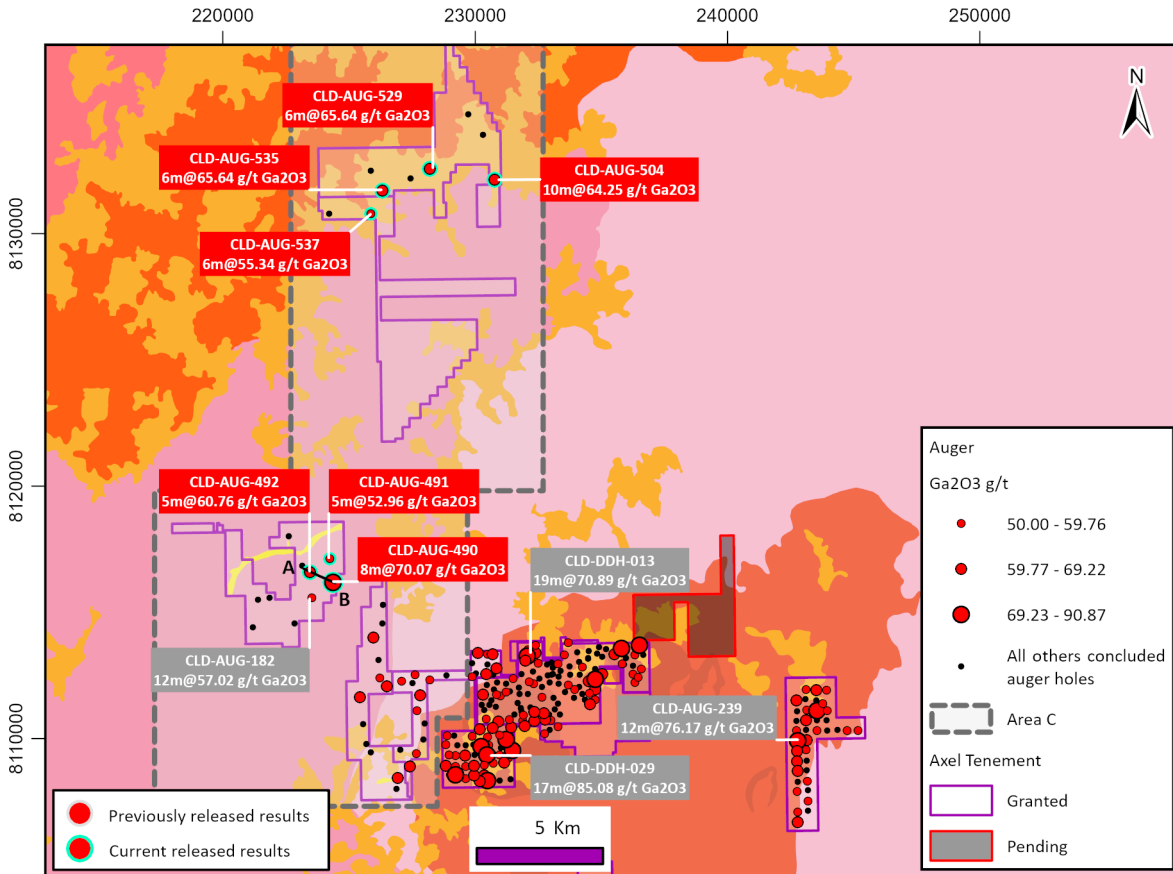 220000
230000
240000
250000
N
CLD-AUG-529
6m@65.64 g/t Ga2O3
CLD-AUG-535
6m@65.64 g/t Ga2O3
CLD-AUG-504
10m@64.25 g/t Ga2O3
CLD-AUG-537
6m@55.34 g/t Ga2O3
8130000
8120000
8110000
CLD-AUG-492
5m@60.76 g/t Ga2O3
CLD-AUG-491
5m@52.96 g/t Ga2O3
CLD-AUG-490
8m@70.07 g/t Ga2O3
A
B
CLD-DDH-013
19m@70.89 g/t Ga2O3
CLD-AUG-182
12m@57.02 g/t Ga2O3
CLD-AUG-239
12m@76.17 g/t Ga2O3
CLD-DDH-029
17m@85.08 g/t Ga2O3
Previously released results
Current released results
5 Km
Auger
Ga2O3 g/t
50.00 - 59.76
59.77 - 69.22
69.23 - 90.87
All others concluded
auger holes
Area C
Axel Tenement
Granted
Pending